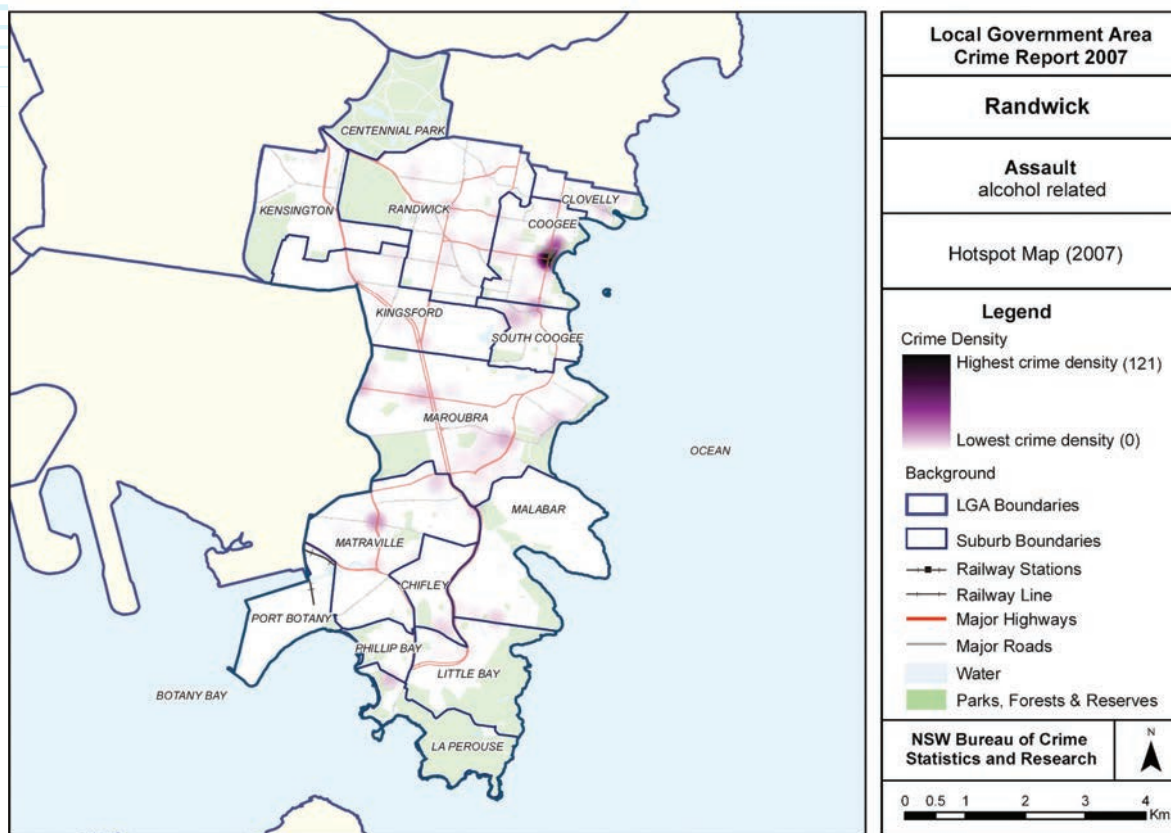 CENTENNIAL PARK
CLOVELLY
KENSINGTON
RANDWICK
COOGEE
KINGSFORD
SOUTH COOGEE
MAROUBRA
OCEAN
MALABAR
MATRAVILLE
CHIFLEY
PORT BOTANY
PHILLIP BAY
LITTLE BAY
BOTANY BAY
LA PEROUSE
Local Government Area
Crime Report 2007
Randwick
Assault
alcohol related
Hotspot Map (2007)
Legend
Crime Density
Highest crime density (121)
Lowest crime density (0)
Background
LGA Boundaries
Suburb Boundaries
Railway Stations
Railway Line
Major Highways
Major Roads
Water
Parks, Forests & Reserves
NSW Bureau of Crime
Statistics and Research
N
0 0.5 1 2 3 4
Km